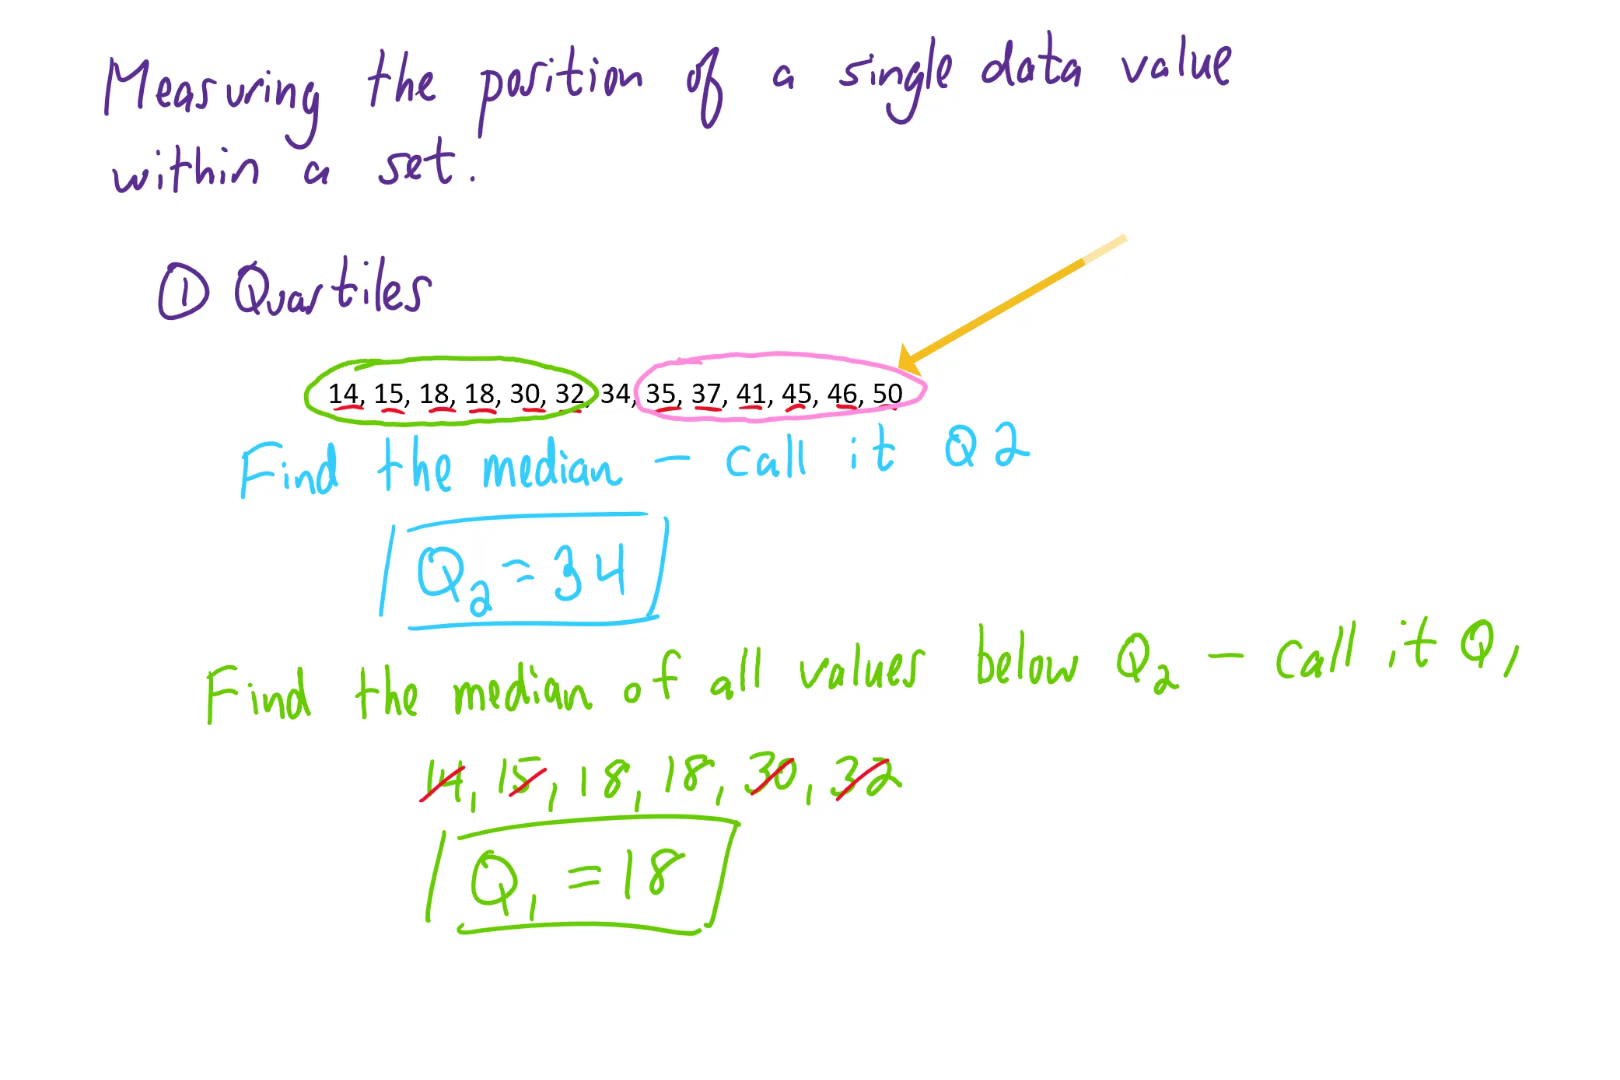 Measuring the position of a single data value
within a set.
① Quartiles
14, 15, 18, 18, 30, 32, 34, 35, 37, 41, 45, 46, 50
Find the median – call it Q2
Q₂ = 34
Find the median of all values below Q₂ – call it Q₁
14, 15, 18, 18, 30, 32
Q₁ = 18